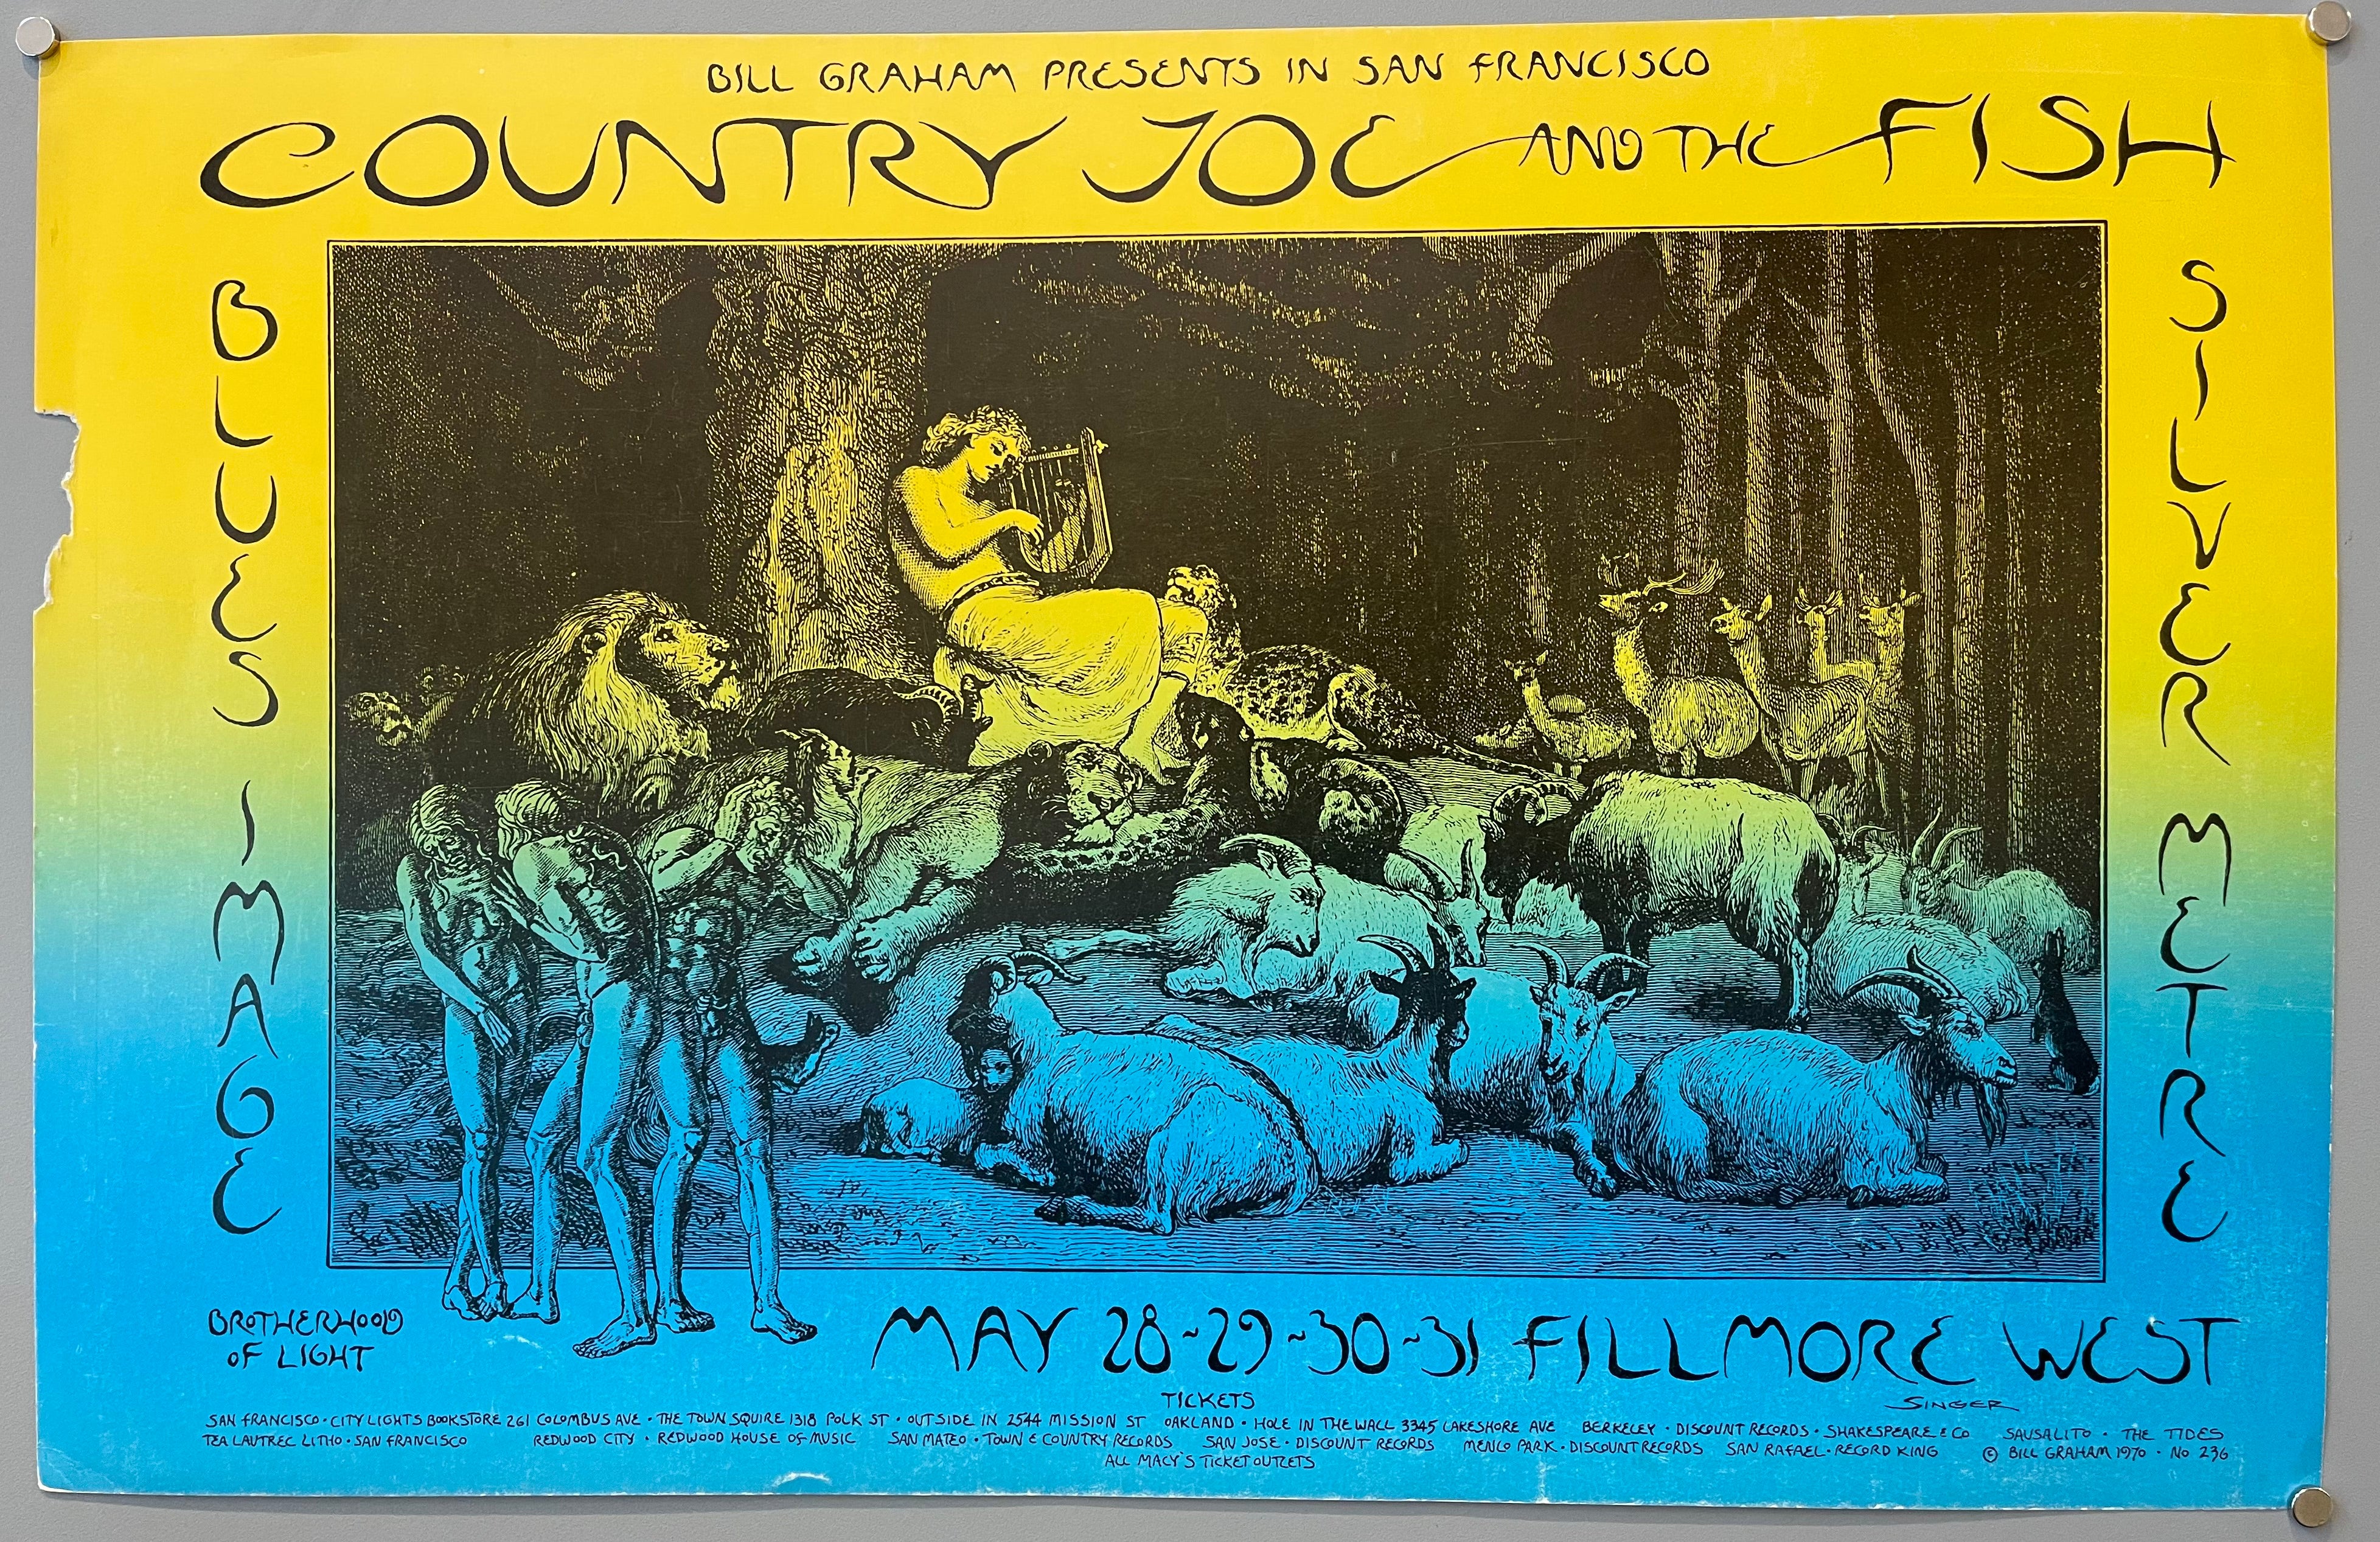 BILL GRAHAM PRESENTS IN SAN FRANCISCO
COUNTRY JOE AND THE FISH
BLUES IMAGE
SILVER METRE
BROTHERHOOD
OF LIGHT
MAY 28-29-30-31 FILLMORE WEST
SINGER
TICKETS
SAN FRANCISCO • CITY LIGHTS BOOKSTORE 261 COLOMBUS AVE • THE TOWN SQUIRE 1318 POLK ST • OUTSIDE IN 2544 MISSION ST OAKLAND • HOLE IN THE WALL 3345 LAKESHORE AVE BERKELEY • DISCOUNT RECORDS • SHAKESPEARE & CO SAUSALITO • THE TIDES
TEA LAUTREC LITHO • SAN FRANCISCO REDWOOD CITY • REDWOOD HOUSE OF MUSIC SAN MATEO • TOWN & COUNTRY RECORDS SAN JOSE • DISCOUNT RECORDS MENLO PARK • DISCOUNT RECORDS SAN RAFAEL • RECORD KING © BILL GRAHAM 1970 • NO 236
ALL MACY'S TICKET OUTLETS